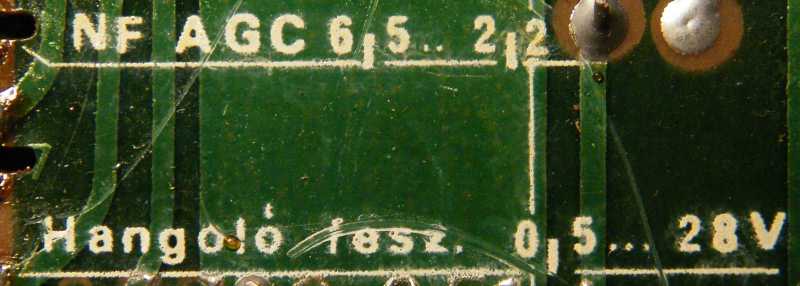 NF AGC 6,5.. 2,2
Hangoló fesz. 0,5... 28V